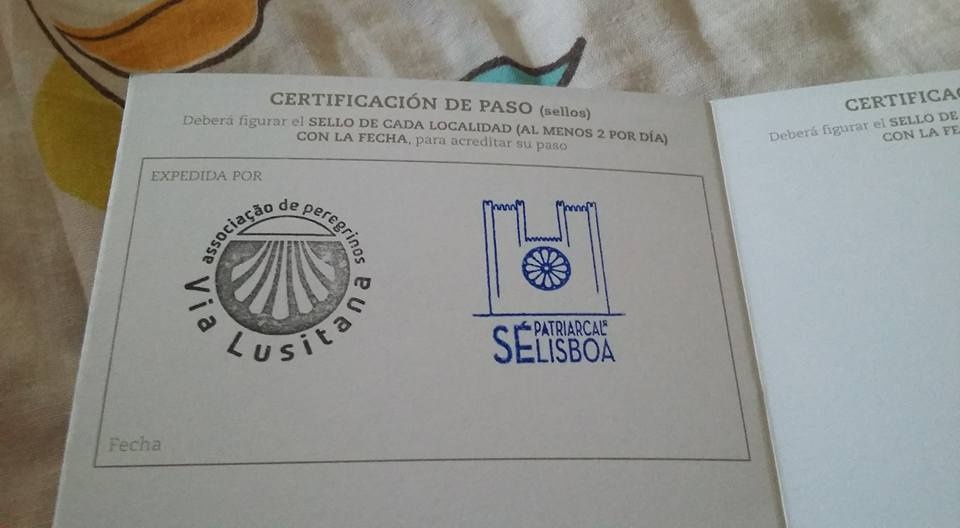 CERTIFICACIÓN DE PASO (sellos)
Deberá figurar el SELLO DE CADA LOCALIDAD (AL MENOS 2 POR DÍA)
CON LA FECHA, para acreditar su paso
EXPEDIDA POR
associação de peregrinos
Via Lusitana
SÉ PATRIARCAL
LISBOA
Fecha
CERTIFICA
Deberá figurar el SELLO DE
CON LA FE